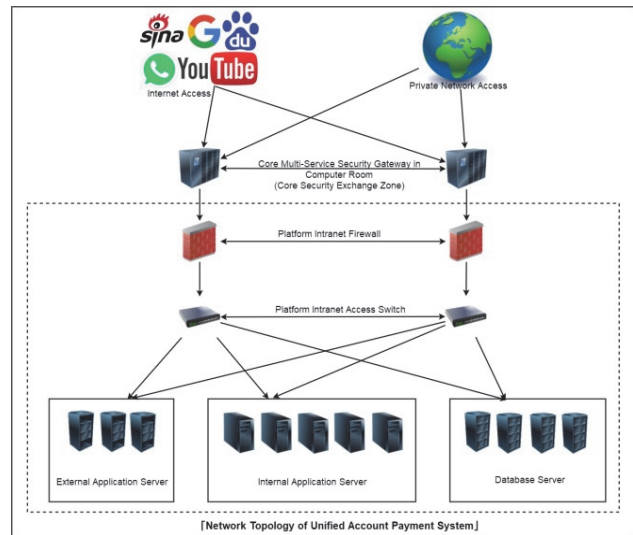 sina G du
YouTube
Internet Access
Private Network Access
Core Multi-Service Security Gateway in
Computer Room
(Core Security Exchange Zone)
Platform Intranet Firewall
Platform Intranet Access Switch
External Application Server
Internal Application Server
Database Server
「Network Topology of Unified Account Payment System」